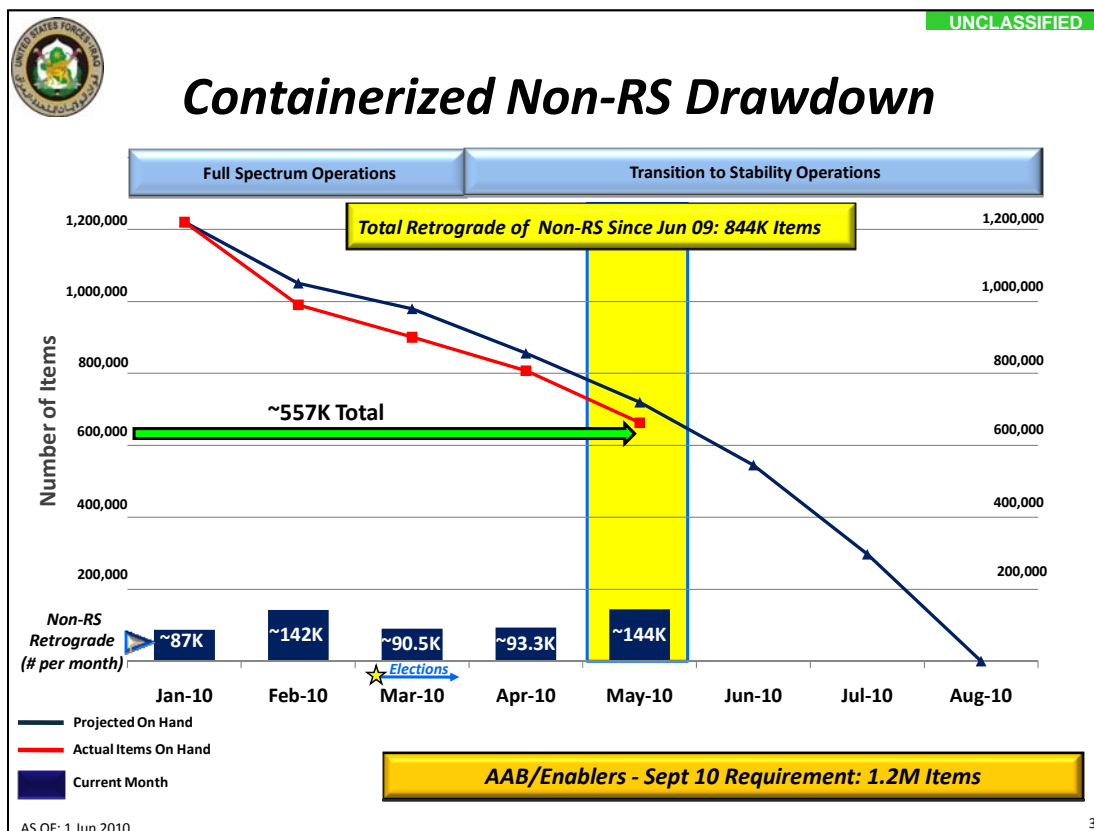 UNCLASSIFIED
UNITED STATES FORCES-IRAQ
Containerized Non-RS Drawdown
Full Spectrum Operations
Transition to Stability Operations
Total Retrograde of Non-RS Since Jun 09: 844K Items
1,200,000
1,200,000
1,000,000
1,000,000
800,000
800,000
~557K Total
600,000
600,000
400,000
400,000
200,000
200,000
Number of Items
Non-RS
Retrograde
(# per month)
~87K
~142K
~90.5K
~93.3K
~144K
Elections
Jan-10
Feb-10
Mar-10
Apr-10
May-10
Jun-10
Jul-10
Aug-10
Projected On Hand
Actual Items On Hand
Current Month
AAB/Enablers - Sept 10 Requirement: 1.2M Items
AS OF: 1 Jun 2010
3